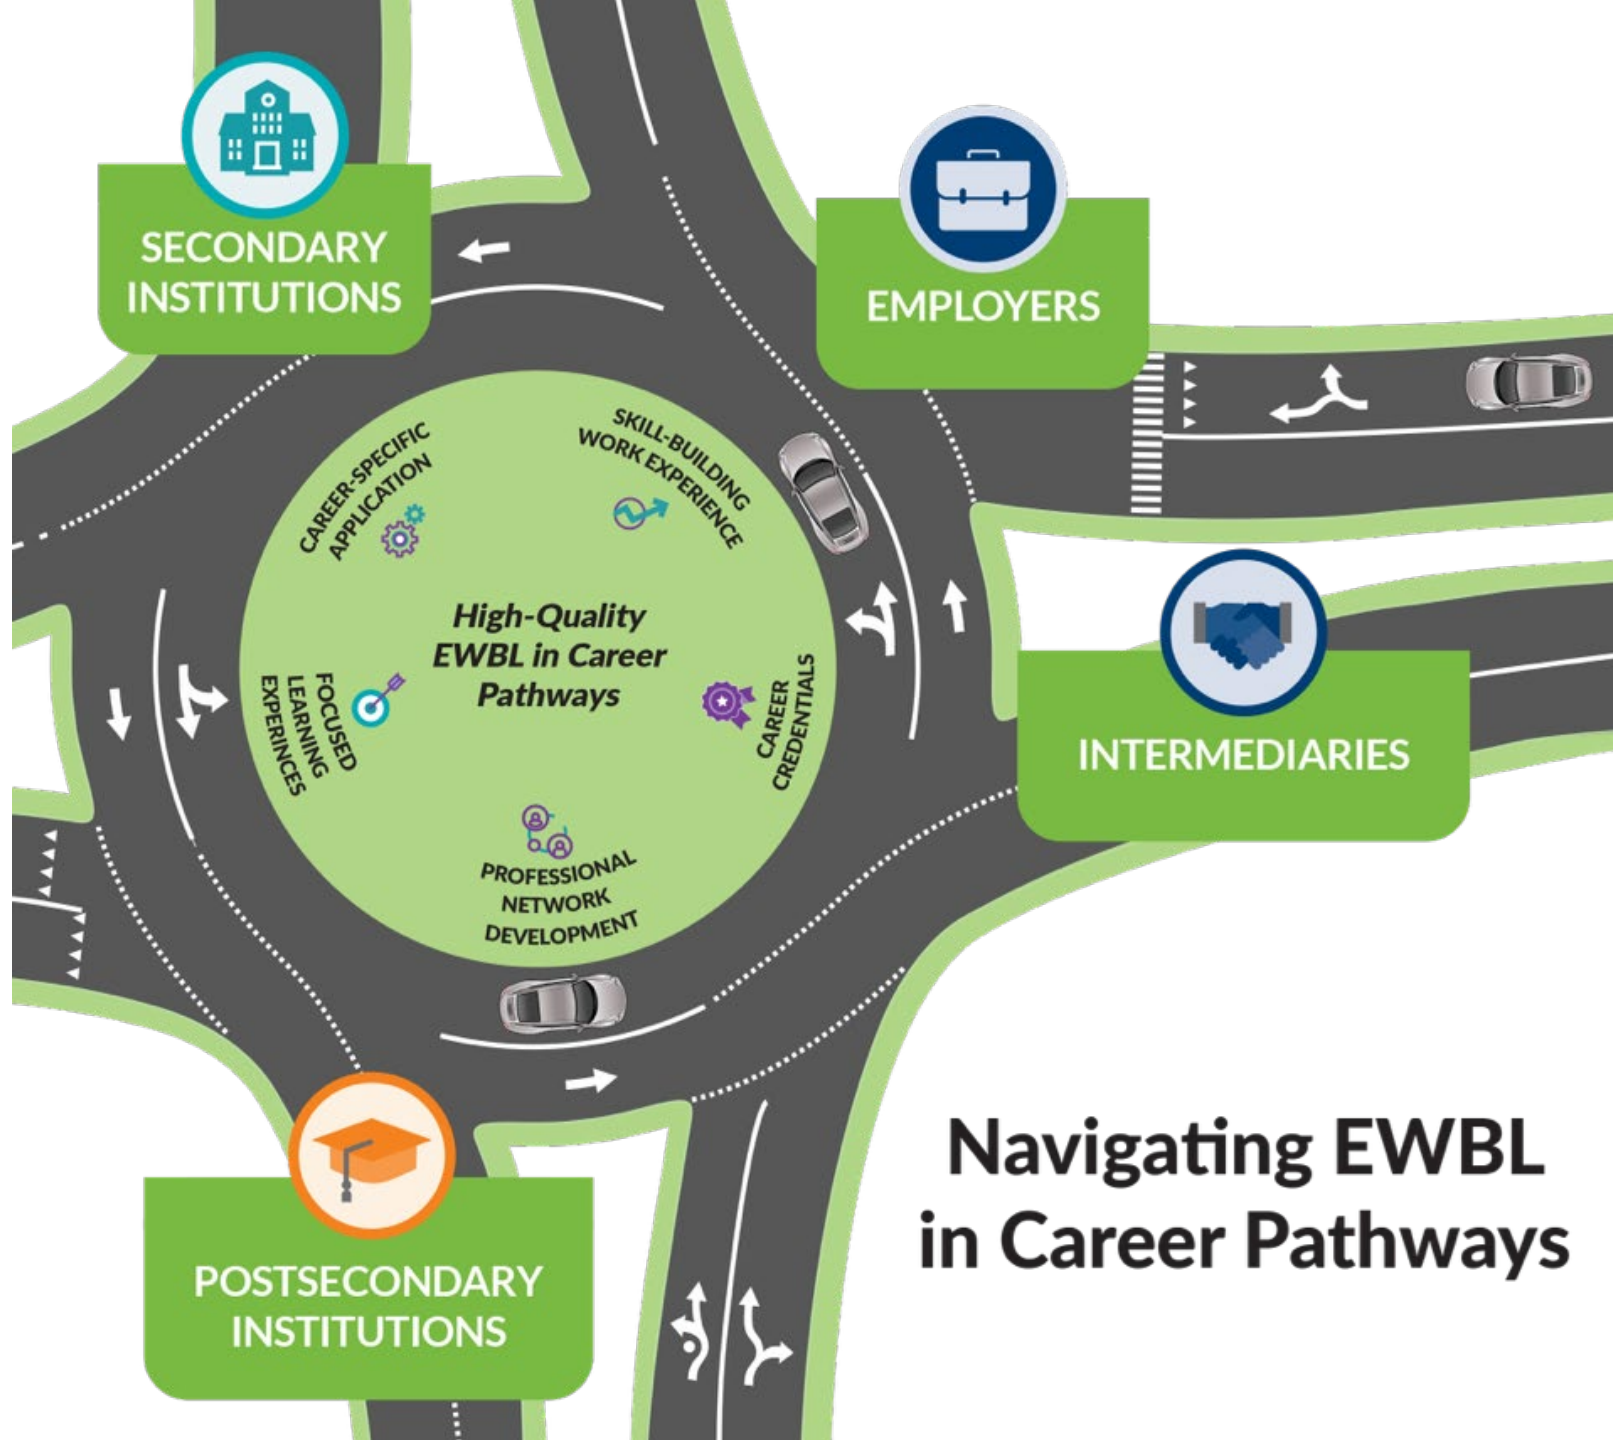 SECONDARY
INSTITUTIONS
EMPLOYERS
CAREER-SPECIFIC
APPLICATION
SKILL-BUILDING
WORK EXPERIENCE
High-Quality
EWBL in Career
Pathways
FOCUSED
LEARNING
EXPERINCES
CAREER
CREDENTIALS
PROFESSIONAL
NETWORK
DEVELOPMENT
INTERMEDIARIES
Navigating EWBL
in Career Pathways
POSTSECONDARY
INSTITUTIONS